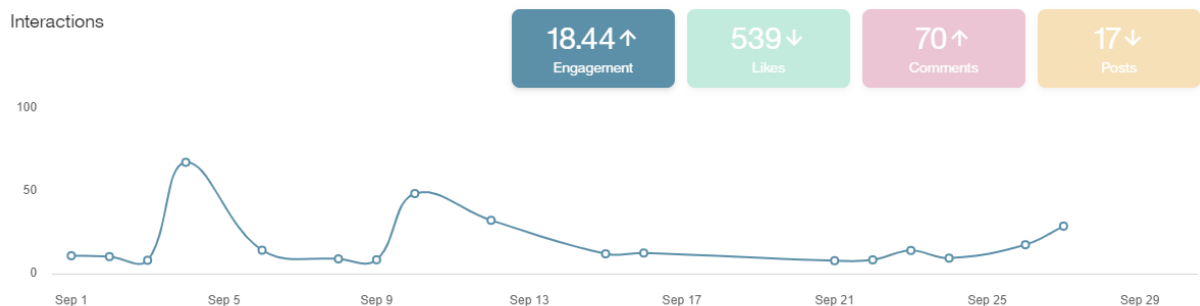 Interactions
18.44↑
Engagement
539↓
Likes
70↑
Comments
17↓
Posts
100
50
0
Sep 1 Sep 5 Sep 9 Sep 13 Sep 17 Sep 21 Sep 25 Sep 29